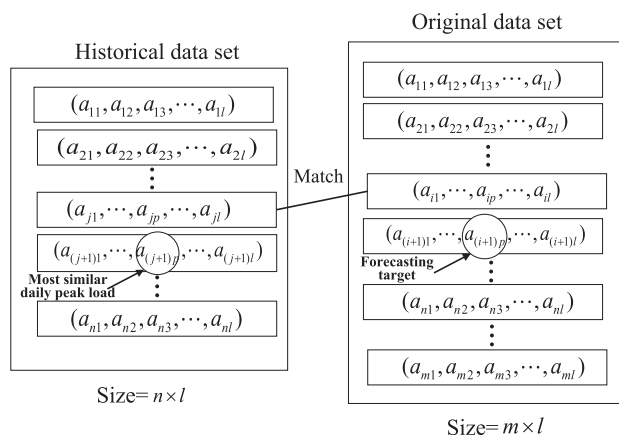 Historical data set
(a11, a12, a13, ⋯, a1l)
(a21, a22, a23, ⋯, a2l)
⋮
(aj1, ⋯, ajp, ⋯, ajl)
(a(j+1)1, ⋯, a(j+1)p, ⋯, a(j+1)l)
Most similar
daily peak load
⋮
(an1, an2, an3, ⋯, anl)
Size= n×l
Match
Original data set
(a11, a12, a13, ⋯, a1l)
(a21, a22, a23, ⋯, a2l)
⋮
(ai1, ⋯, aip, ⋯, ail)
(a(i+1)1, ⋯, a(i+1)p, ⋯, a(i+1)l)
Forecasting
target
⋮
(an1, an2, an3, ⋯, anl)
⋮
(am1, am2, am3, ⋯, aml)
Size= m×l